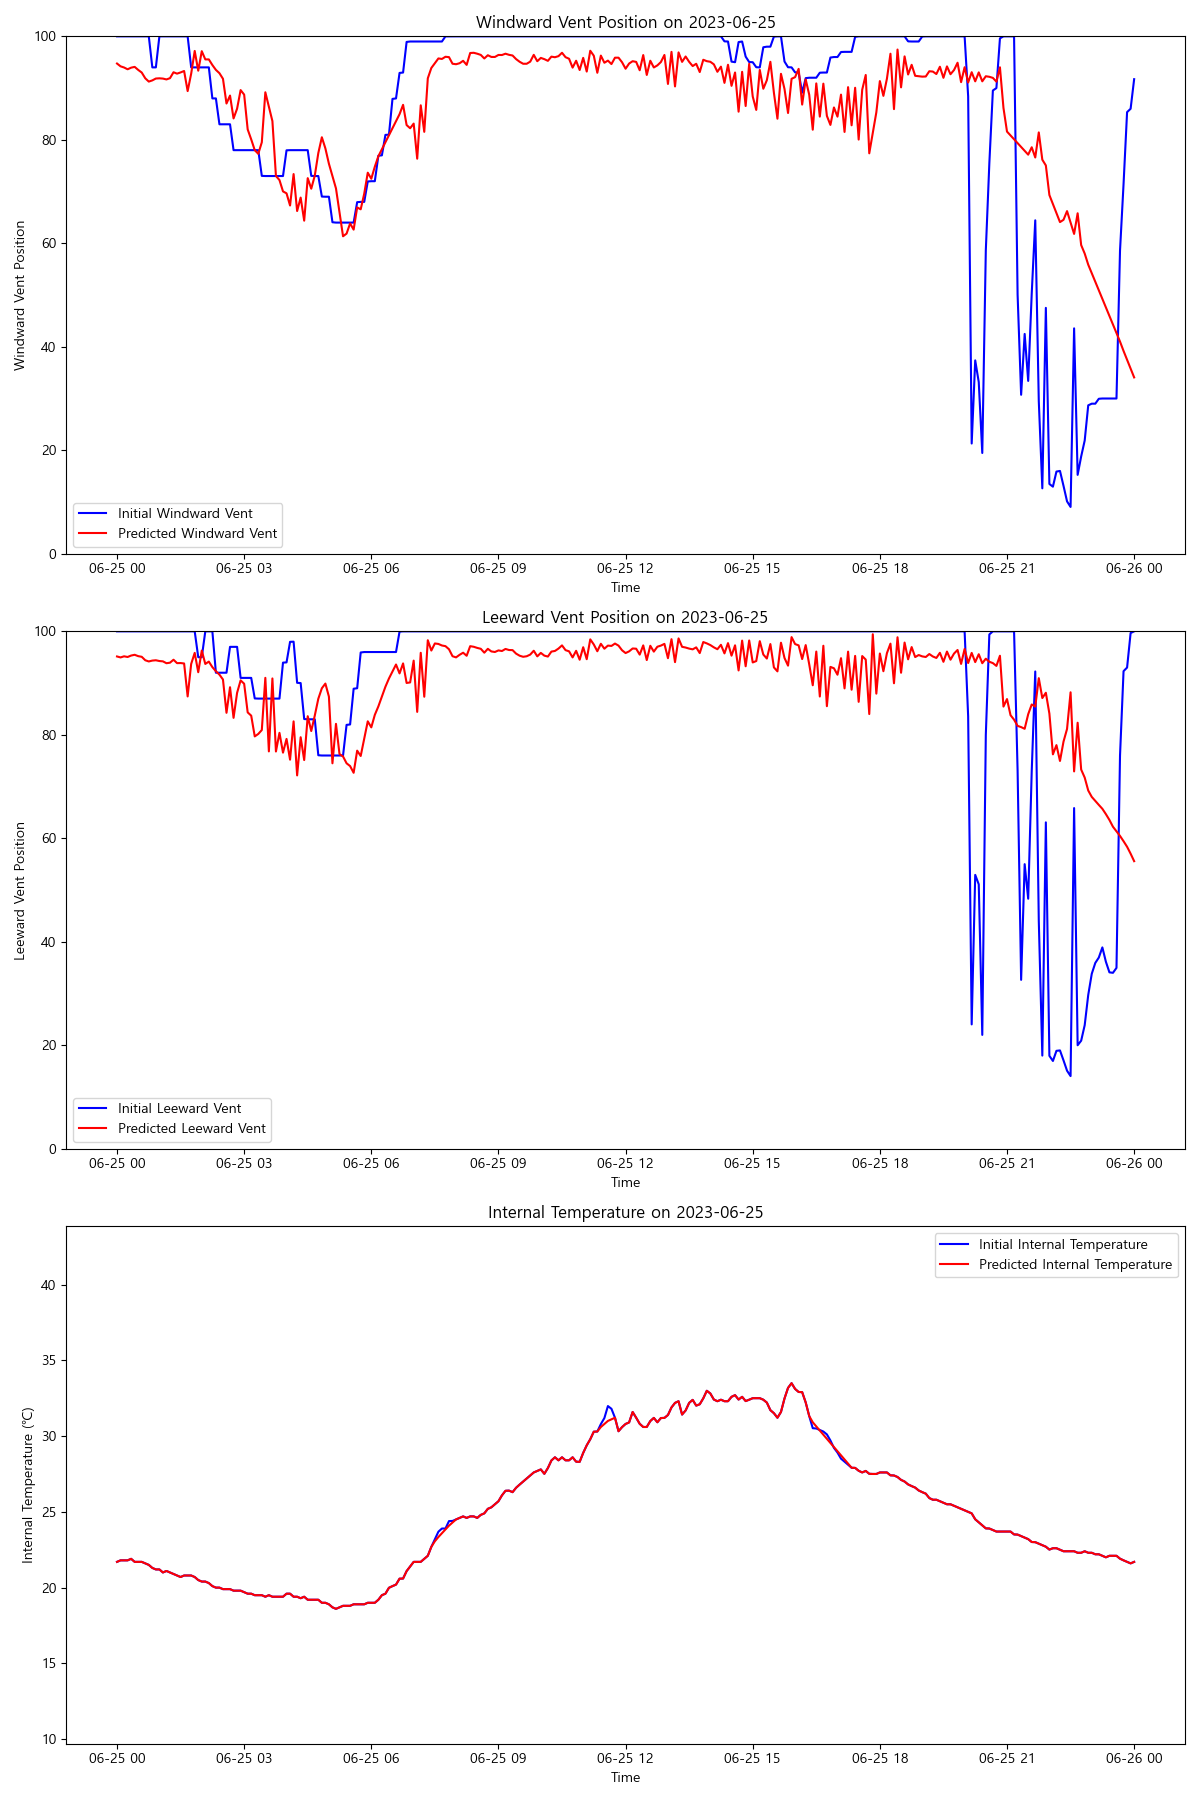 Windward Vent Position on 2023-06-25
100
80
60
40
20
0
Windward Vent Position
Initial Windward Vent
Predicted Windward Vent
06-25 00 06-25 03 06-25 06 06-25 09 06-25 12 06-25 15 06-25 18 06-25 21 06-26 00
Time
Leeward Vent Position on 2023-06-25
100
80
60
40
20
0
Leeward Vent Position
Initial Leeward Vent
Predicted Leeward Vent
06-25 00 06-25 03 06-25 06 06-25 09 06-25 12 06-25 15 06-25 18 06-25 21 06-26 00
Time
Internal Temperature on 2023-06-25
Initial Internal Temperature
Predicted Internal Temperature
40
35
30
25
20
15
10
Internal Temperature (℃)
06-25 00 06-25 03 06-25 06 06-25 09 06-25 12 06-25 15 06-25 18 06-25 21 06-26 00
Time